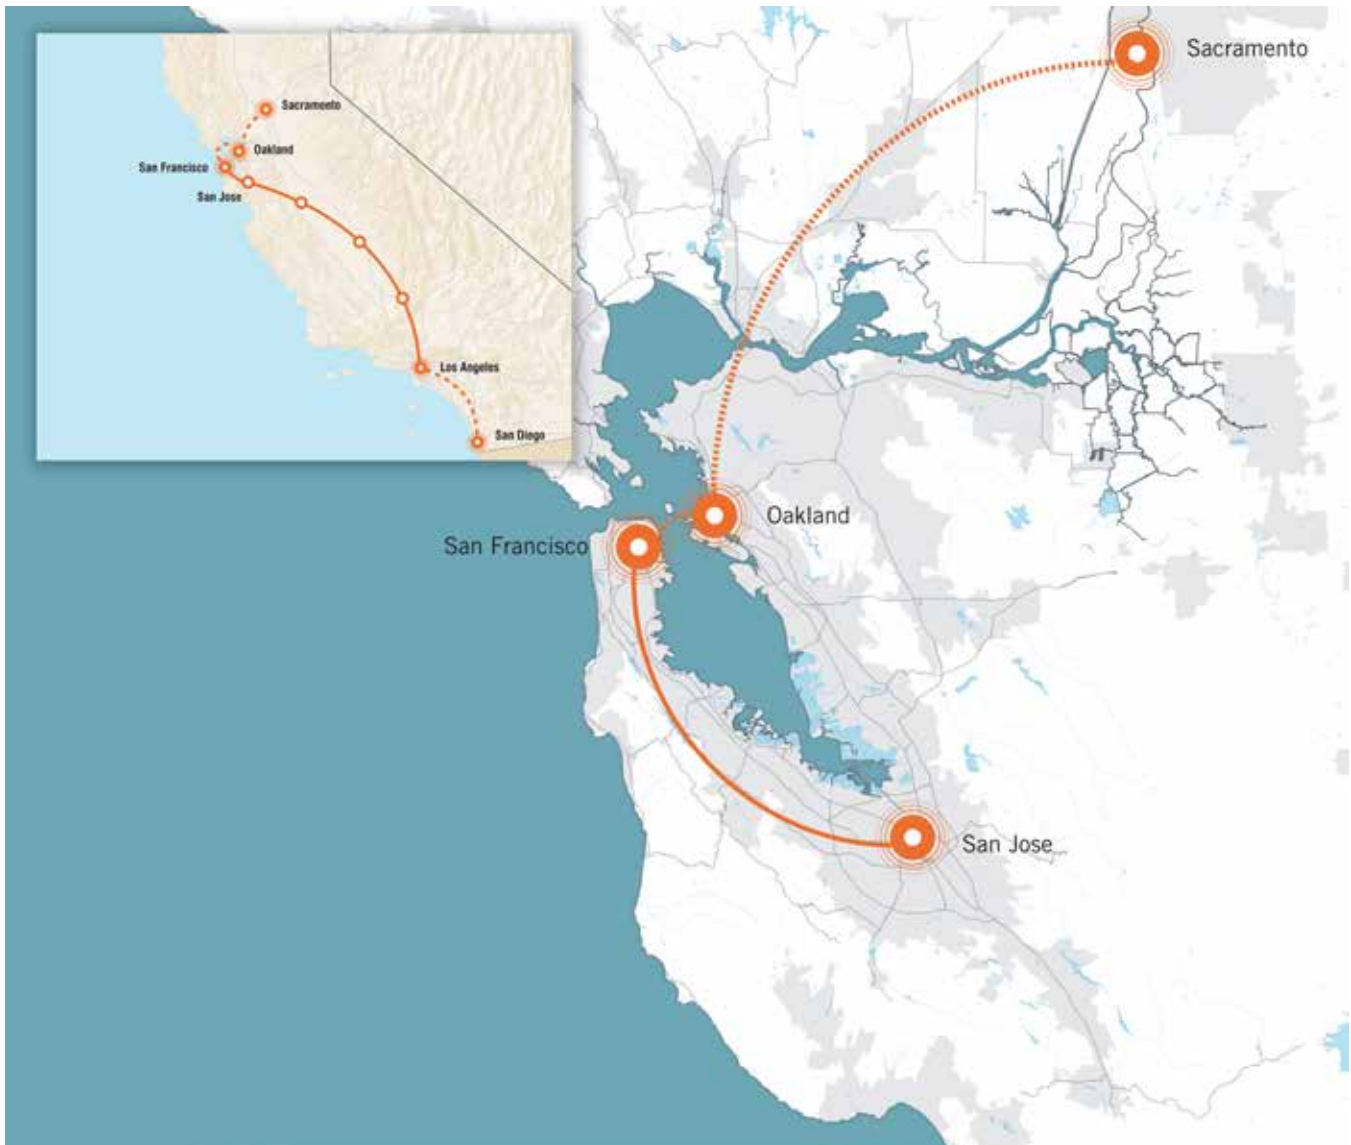 Sacramento
Sacramento
Oakland
San Francisco
San Jose
Los Angeles
San Diego
Oakland
San Francisco
San Jose